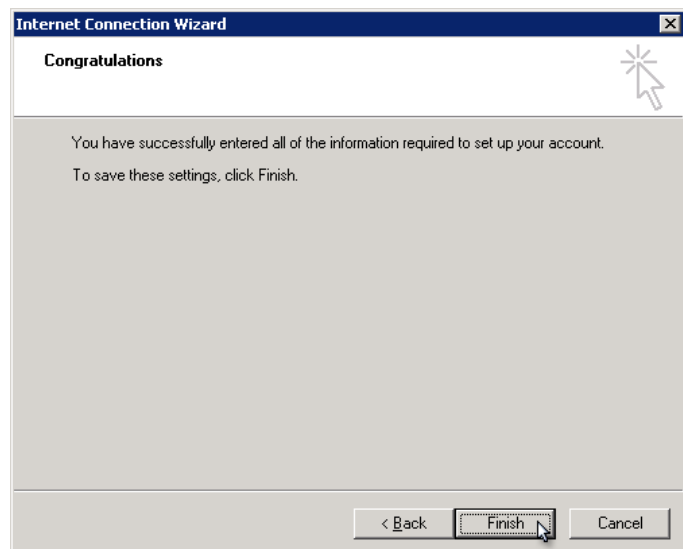 Internet Connection Wizard
Congratulations
You have successfully entered all of the information required to set up your account.
To save these settings, click Finish.
< Back
Finish
Cancel